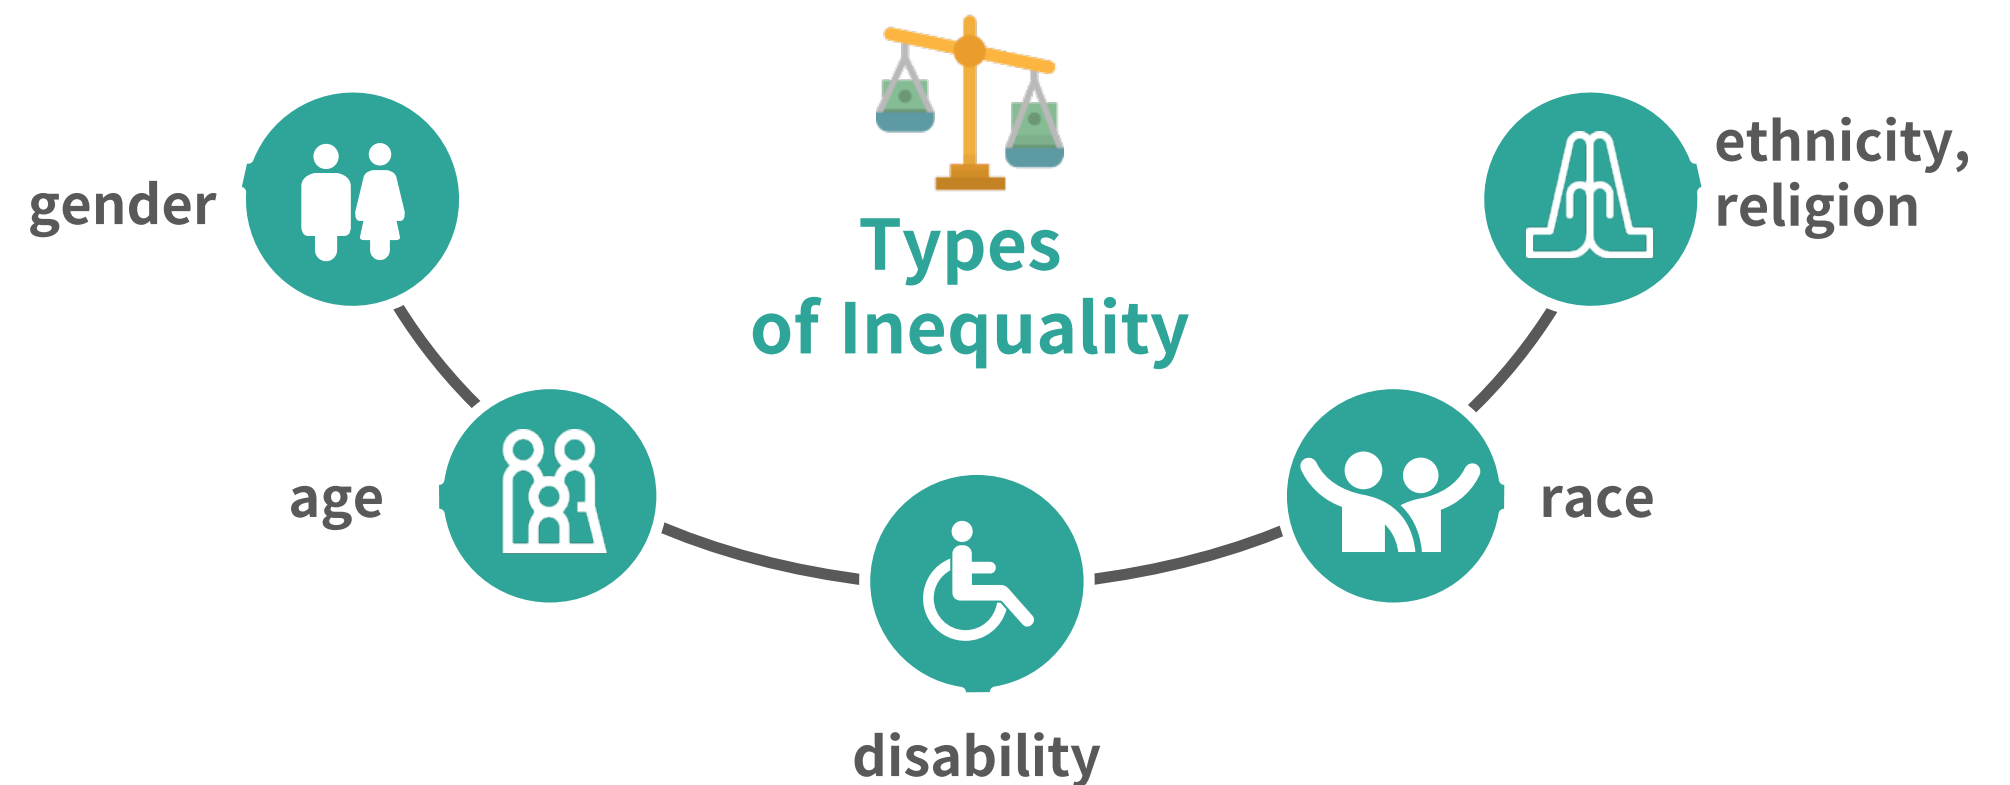 Types
of Inequality
gender
age
disability
race
ethnicity,
religion